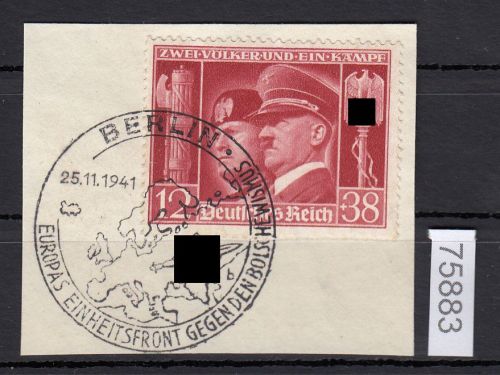 ZWEI·VÖLKER·UND·EIN·KAMPF
12 Deutsches Reich 38
BERLIN
25.11.1941
EUROPAS EINHEITSFRONT GEGEN DEN BOLSCHEWISMUS
b
75883